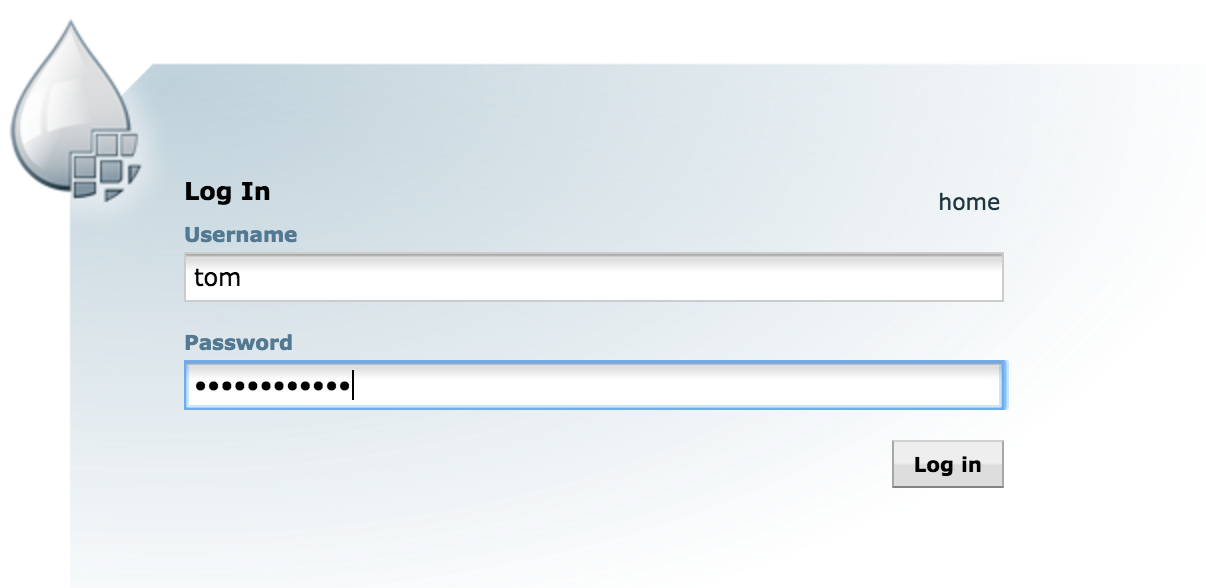 Log In
home
Username
tom
Password
••••••••••••
Log in